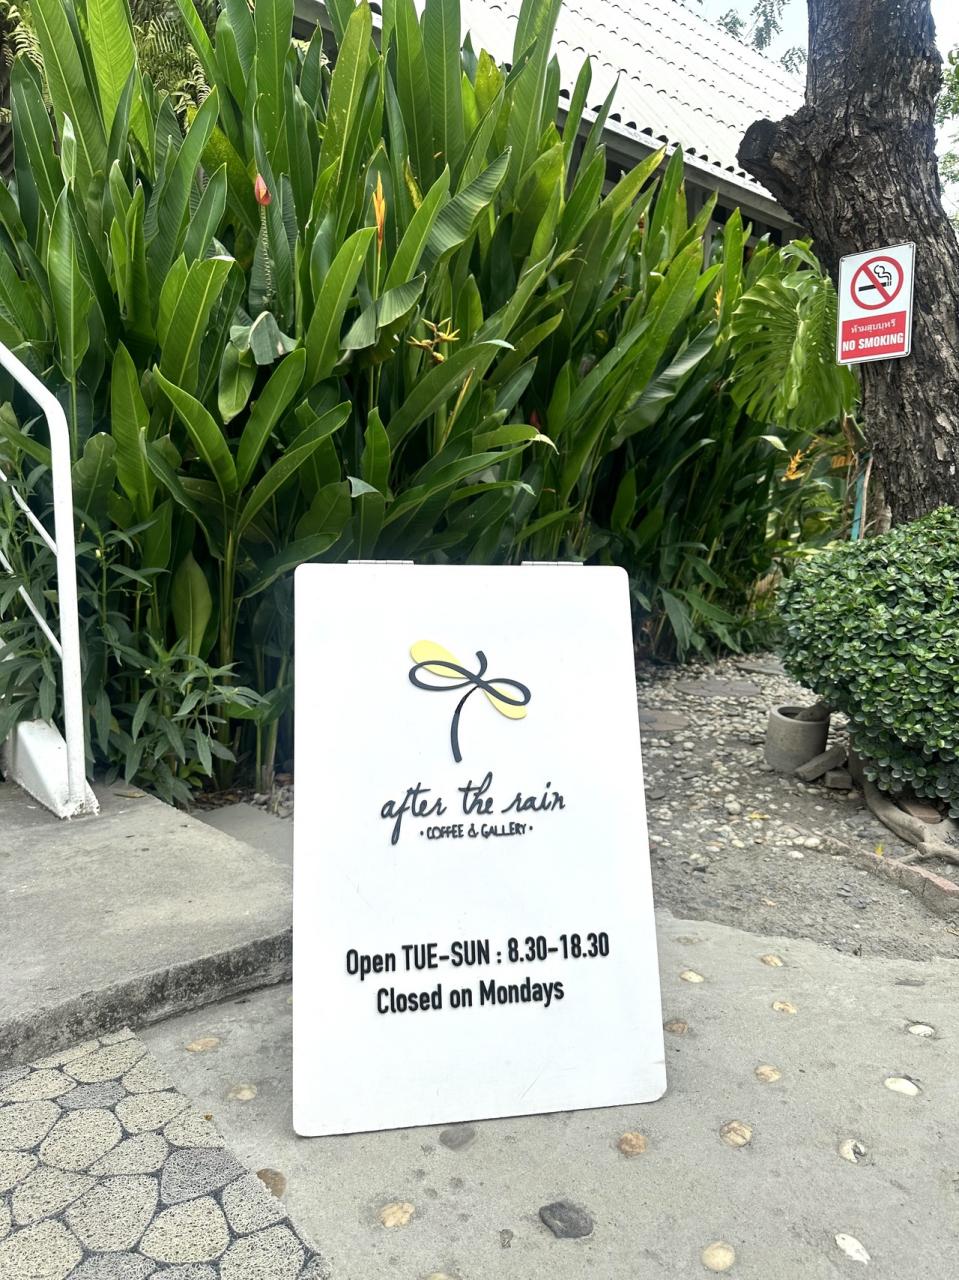 ห้ามสูบบุหรี่
NO SMOKING
after the rain
• COFFEE & GALLERY •
Open TUE-SUN : 8.30-18.30
Closed on Mondays